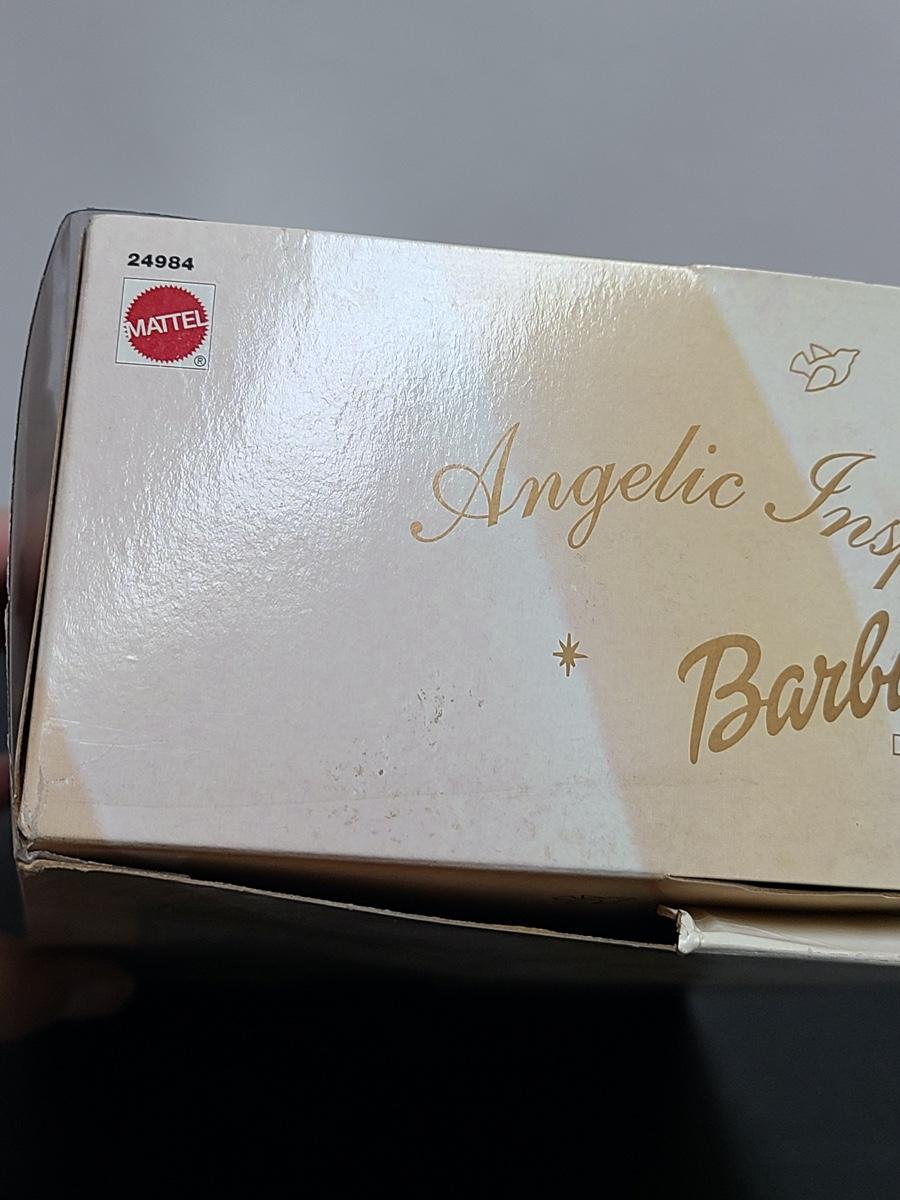 24984
MATTEL
®
Angelic Insp
Barb